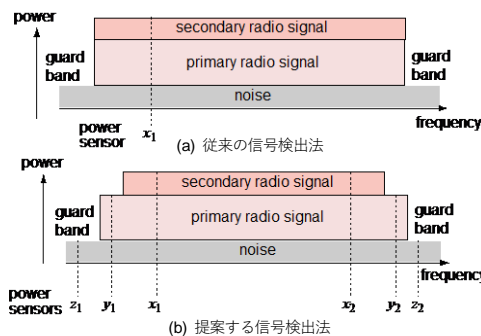 power
secondary radio signal
guard
band
primary radio signal
guard
band
noise
frequency
power
sensor
x1
(a) 従来の信号検出法
power
secondary radio signal
guard
band
primary radio signal
guard
band
noise
frequency
power
sensors
z1 y1 x1 x2 y2 z2
(b) 提案する信号検出法